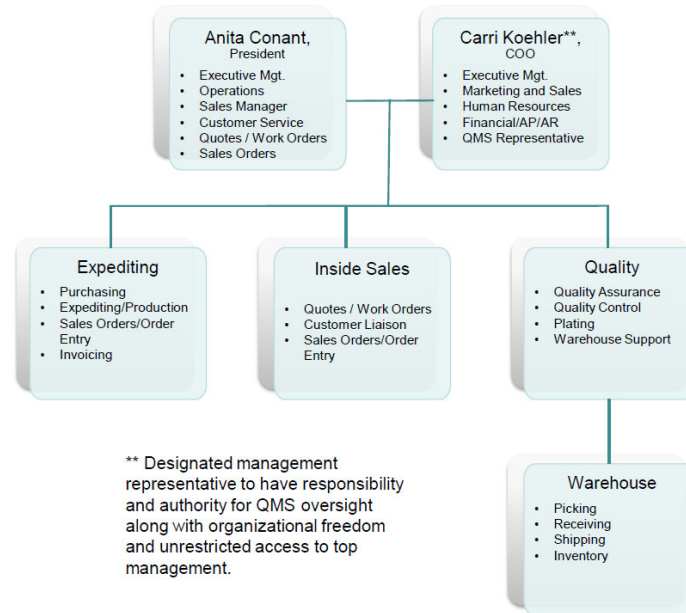 Anita Conant,
President
• Executive Mgt.
• Operations
• Sales Manager
• Customer Service
• Quotes / Work Orders
• Sales Orders
Carri Koehler**,
COO
• Executive Mgt.
• Marketing and Sales
• Human Resources
• Financial/AP/AR
• QMS Representative
Expediting
• Purchasing
• Expediting/Production
• Sales Orders/Order
Entry
• Invoicing
Inside Sales
• Quotes / Work Orders
• Customer Liaison
• Sales Orders/Order
Entry
Quality
• Quality Assurance
• Quality Control
• Plating
• Warehouse Support
** Designated management
representative to have responsibility
and authority for QMS oversight
along with organizational freedom
and unrestricted access to top
management.
Warehouse
• Picking
• Receiving
• Shipping
• Inventory